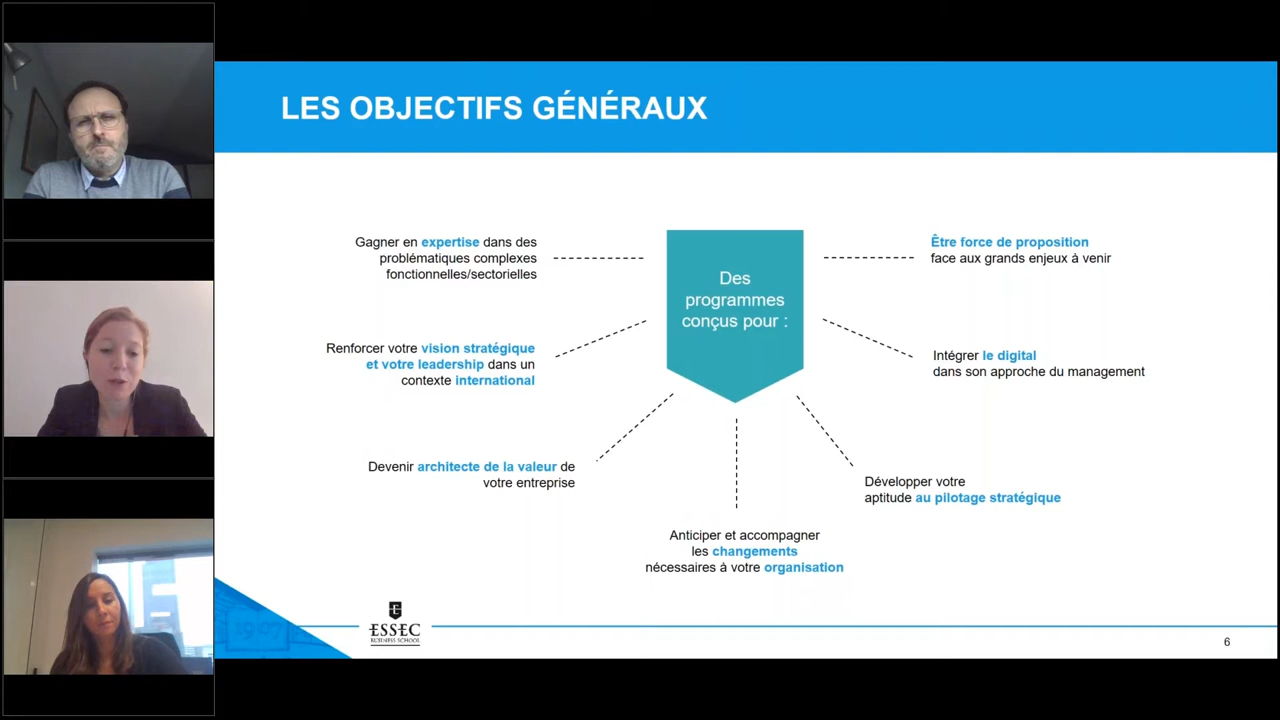 LES OBJECTIFS GÉNÉRAUX
Gagner en expertise dans des
problématiques complexes
fonctionnelles/sectorielles
Renforcer votre vision stratégique
et votre leadership dans un
contexte international
Devenir architecte de la valeur de
votre entreprise
Des
programmes
conçus pour :
Anticiper et accompagner
les changements
nécessaires à votre organisation
Être force de proposition
face aux grands enjeux à venir
Intégrer le digital
dans son approche du management
Développer votre
aptitude au pilotage stratégique
1907
ESSEC
BUSINESS SCHOOL
6